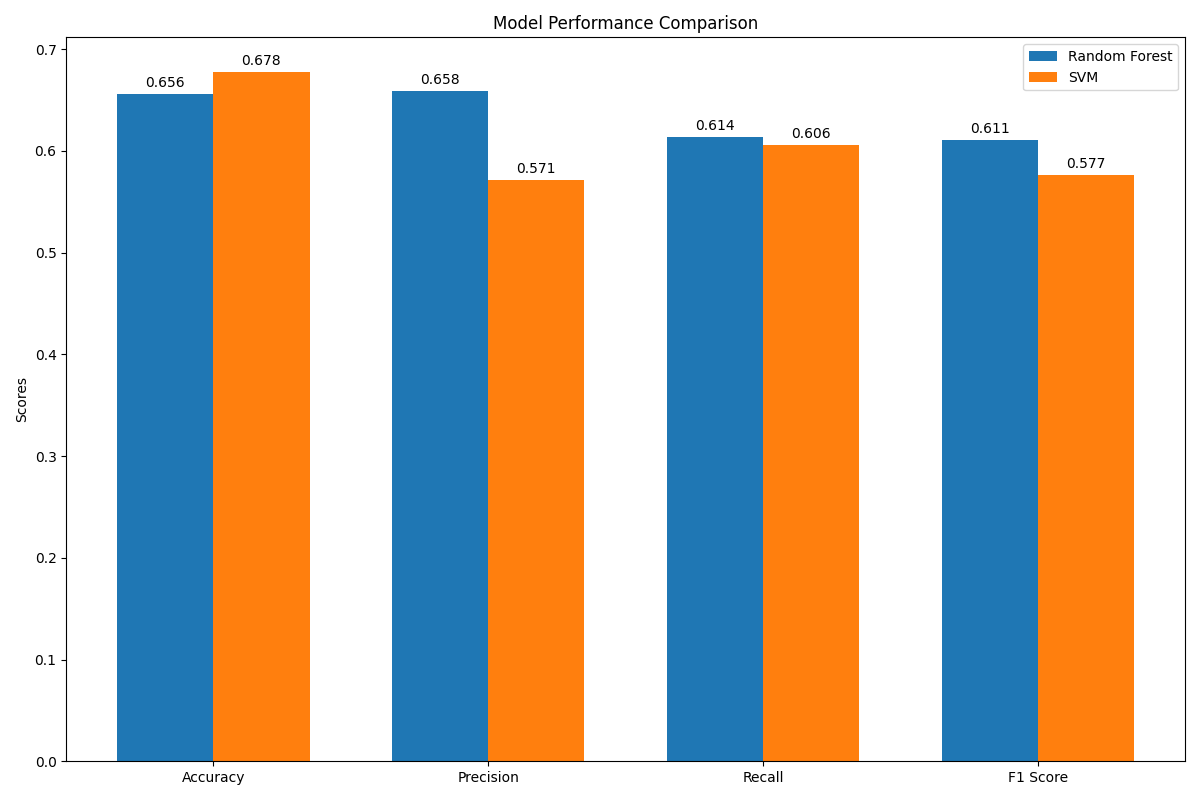 Model Performance Comparison
Random Forest
SVM
Scores
0.7
0.6
0.5
0.4
0.3
0.2
0.1
0.0
0.656
0.678
0.658
0.571
0.614
0.606
0.611
0.577
Accuracy
Precision
Recall
F1 Score